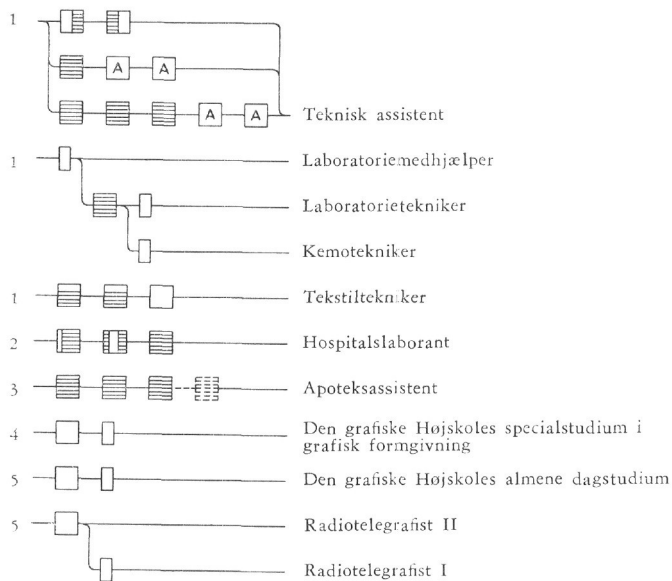 1
A A
A A
Teknisk assistent
1
Laboratoriemedhjælper
Laboratorietekniker
Kemotekniker
1 Tekstiltekniker
2 Hospitalslaborant
3 Apoteksassistent
4 Den grafiske Højskoles specialstudium i
grafisk formgivning
5 Den grafiske Højskoles almene dagstudium
5 Radiotelegrafist II
Radiotelegrafist I